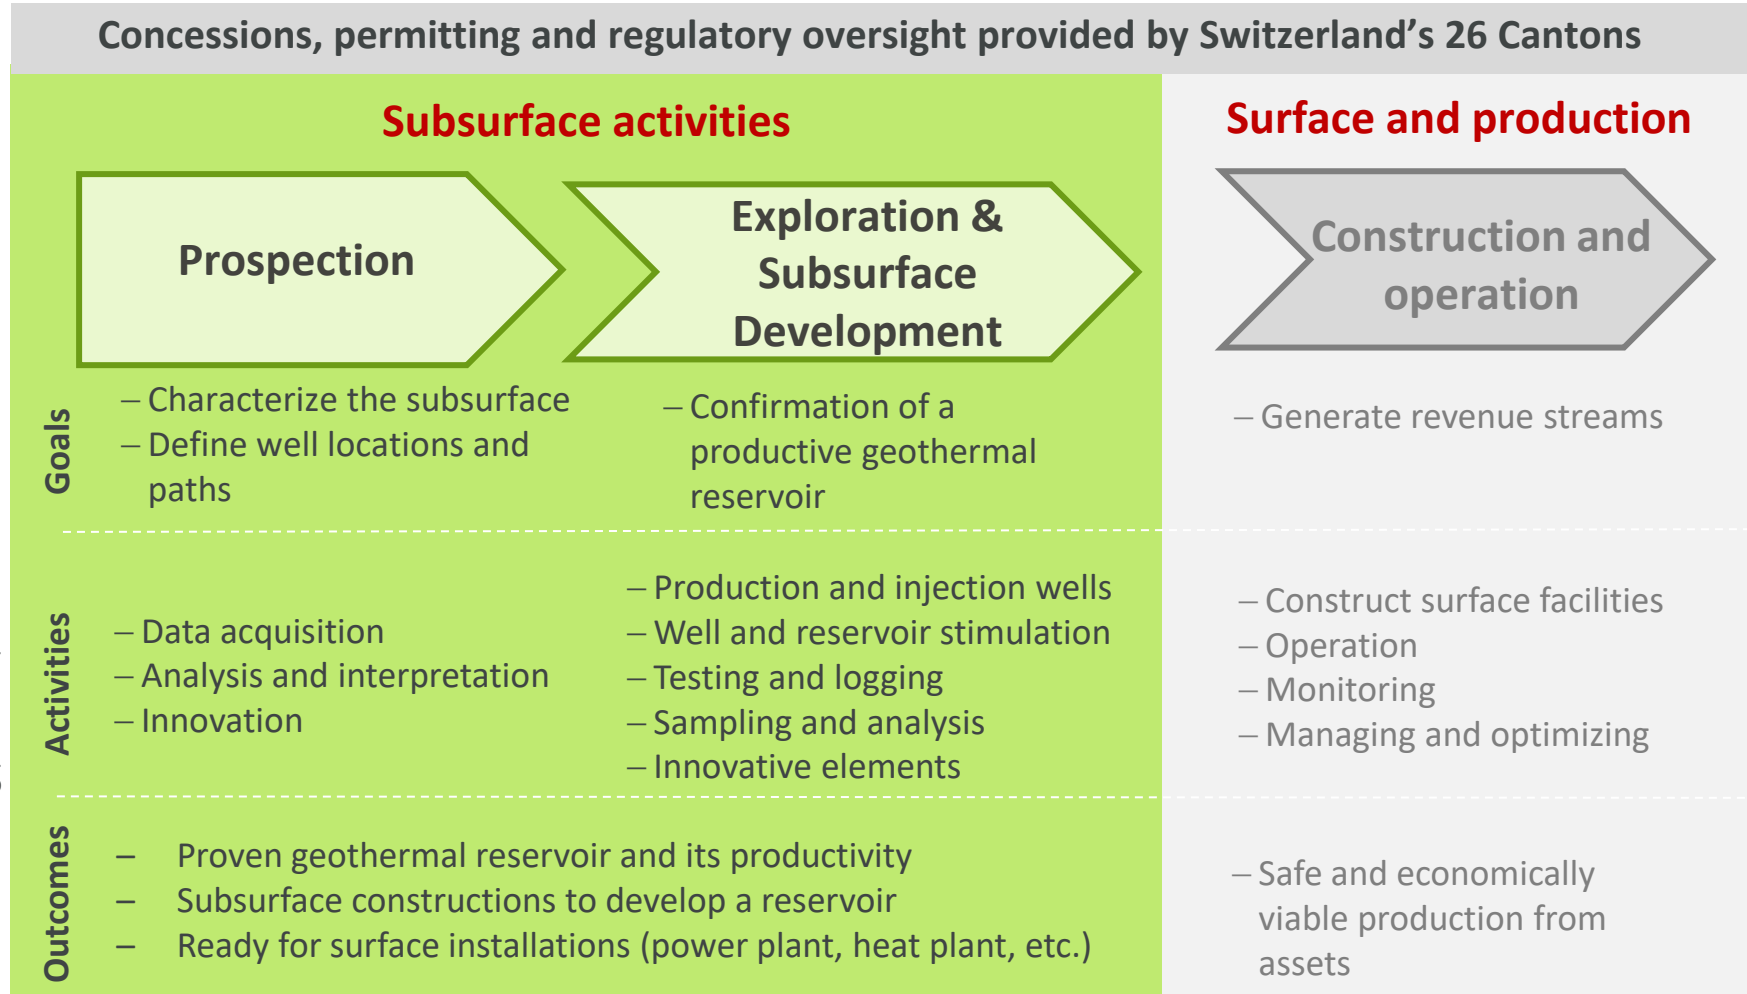 Concessions, permitting and regulatory oversight provided by Switzerland’s 26 Cantons
Subsurface activities
Surface and production
Prospection
Exploration &
Subsurface
Development
Construction and
operation
Goals
– Characterize the subsurface
– Define well locations and
paths
– Confirmation of a
productive geothermal
reservoir
– Generate revenue streams
Activities
– Data acquisition
– Analysis and interpretation
– Innovation
– Production and injection wells
– Well and reservoir stimulation
– Testing and logging
– Sampling and analysis
– Innovative elements
– Construct surface facilities
– Operation
– Monitoring
– Managing and optimizing
Outcomes
– Proven geothermal reservoir and its productivity
– Subsurface constructions to develop a reservoir
– Ready for surface installations (power plant, heat plant, etc.)
– Safe and economically
viable production from
assets